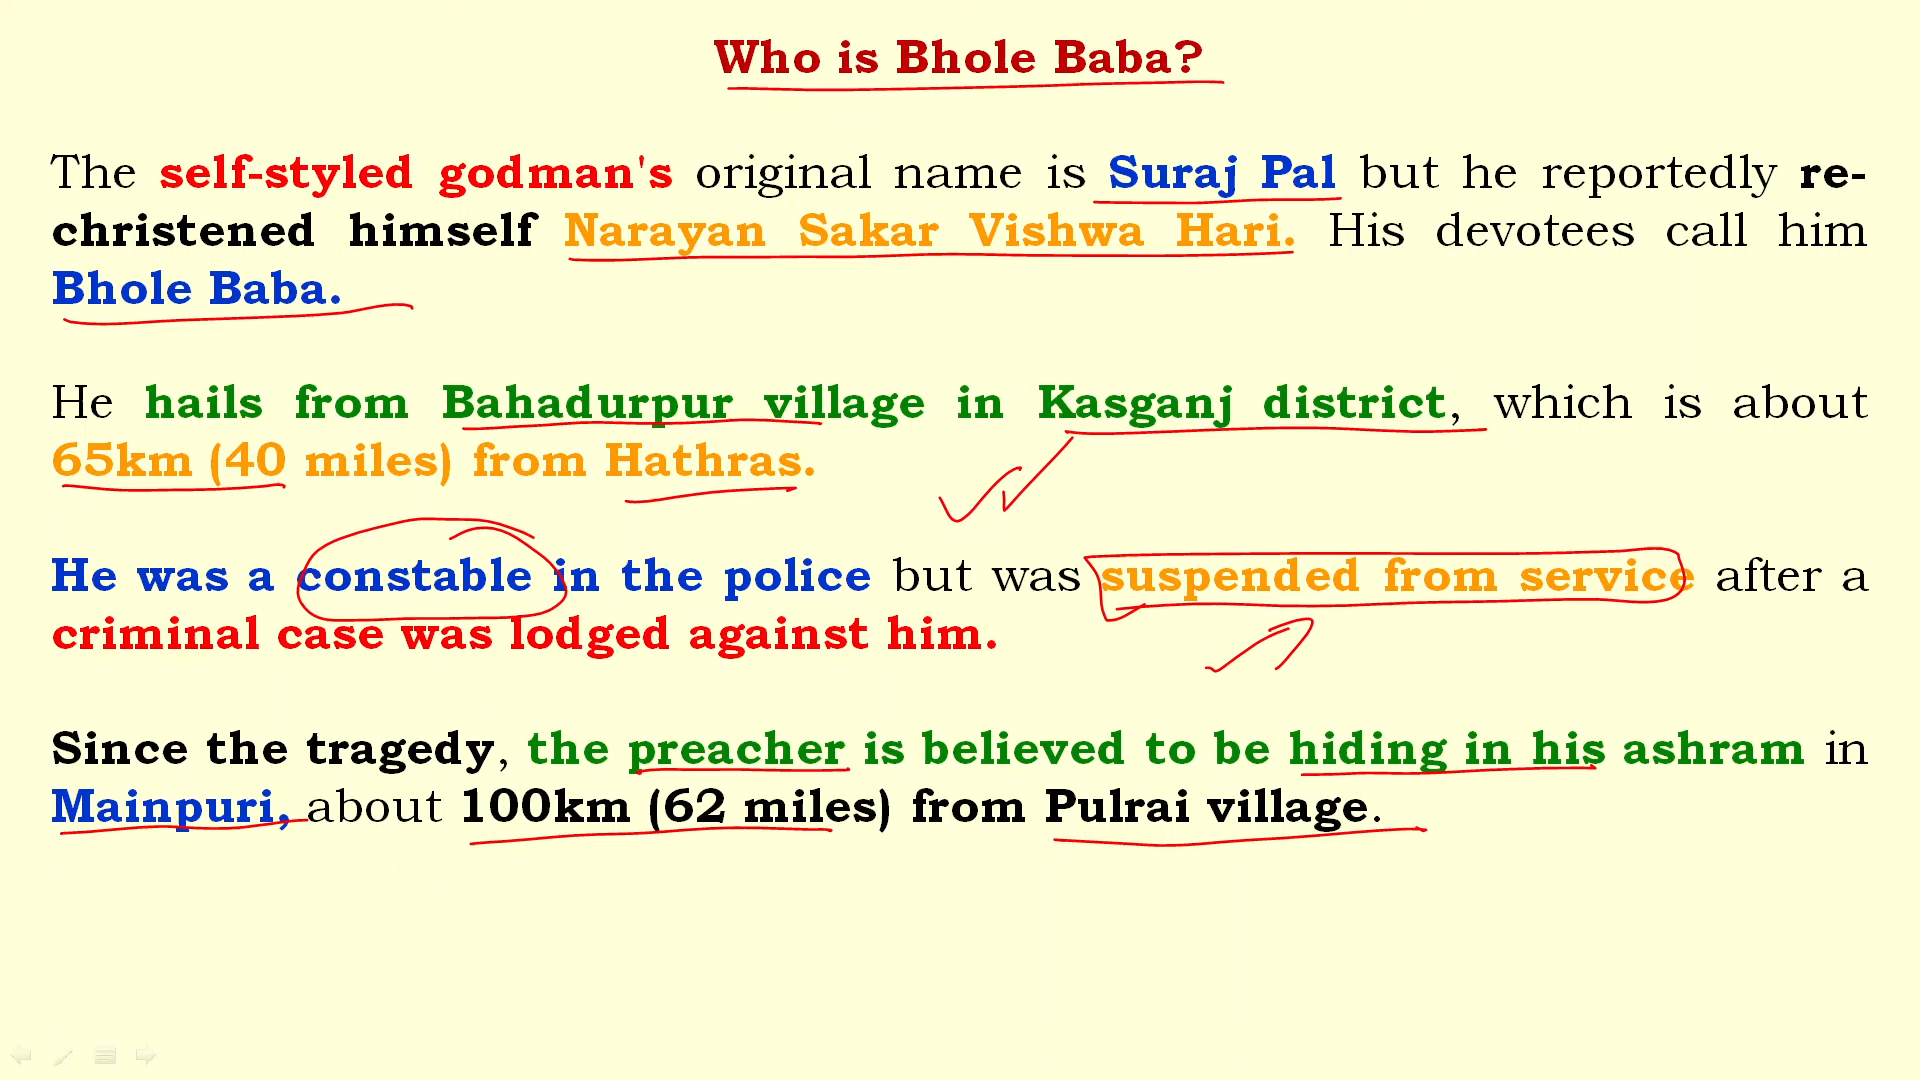 Who is Bhole Baba?
The self-styled godman's original name is Suraj Pal but he reportedly re-
christened himself Narayan Sakar Vishwa Hari. His devotees call him
Bhole Baba.
He hails from Bahadurpur village in Kasganj district, which is about
65km (40 miles) from Hathras.
He was a constable in the police but was suspended from service after a
criminal case was lodged against him.
Since the tragedy, the preacher is believed to be hiding in his ashram in
Mainpuri, about 100km (62 miles) from Pulrai village.